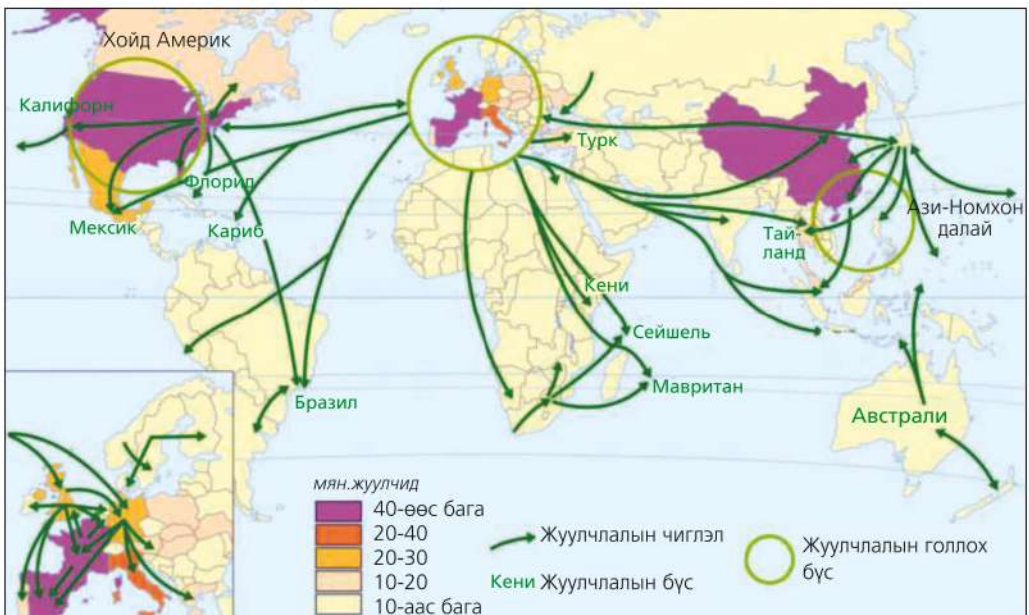 Хойд Америк
Калифорн
Флорид
Мексик
Кариб
Бразил
Турк
Кени
Сейшель
Мавритан
Тай-
ланд
Ази-Номхон
далай
Австрали
мян.жуулчид
40-өөс бага
20-40
20-30
10-20
10-аас бага
Жуулчлалын чиглэл
Кени Жуулчлалын бүс
Жуулчлалын голлох
бүс